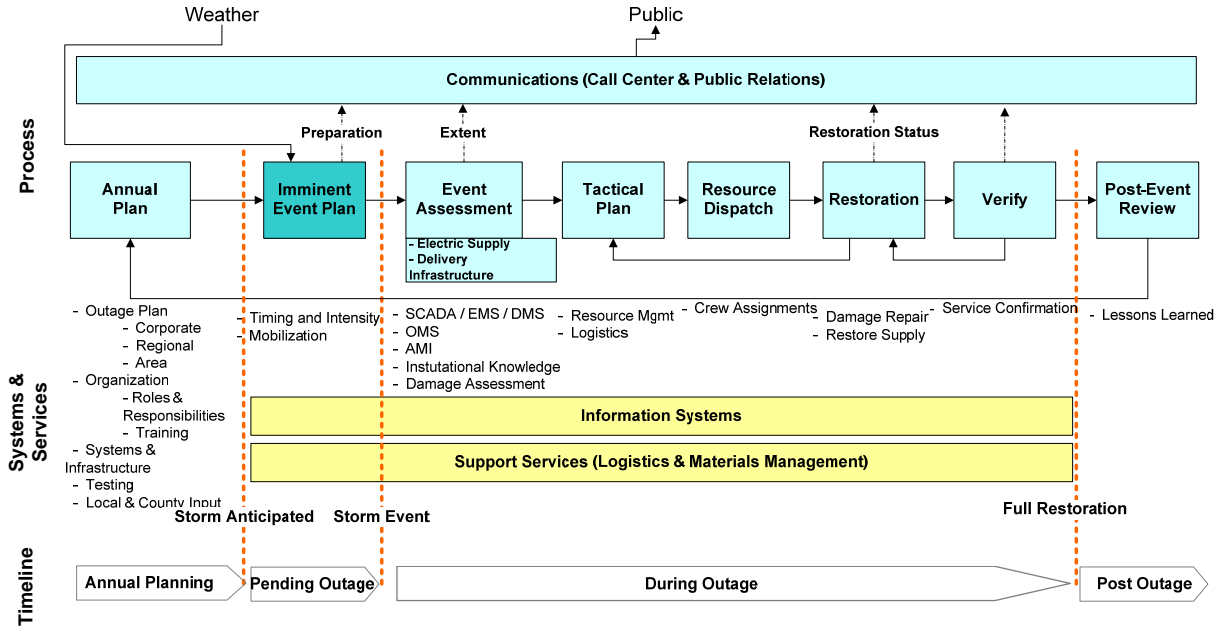 Weather
Public
Communications (Call Center & Public Relations)
Process
Preparation
Extent
Restoration Status
Annual
Plan
Imminent
Event Plan
Event
Assessment
Tactical
Plan
Resource
Dispatch
Restoration
Verify
Post-Event
Review
- Electric Supply
- Delivery
Infrastructure
Systems &
Services
- Outage Plan
- Corporate
- Regional
- Area
- Organization
- Roles &
Responsibilities
- Training
- Systems &
Infrastructure
- Testing
- Local & County Input
- Timing and Intensity
- Mobilization
- SCADA / EMS / DMS
- OMS
- AMI
- Instutational Knowledge
- Damage Assessment
- Resource Mgmt
- Logistics
- Crew Assignments
- Damage Repair
- Restore Supply
- Service Confirmation
- Lessons Learned
Information Systems
Support Services (Logistics & Materials Management)
Storm Anticipated
Storm Event
Full Restoration
Timeline
Annual Planning
Pending Outage
During Outage
Post Outage